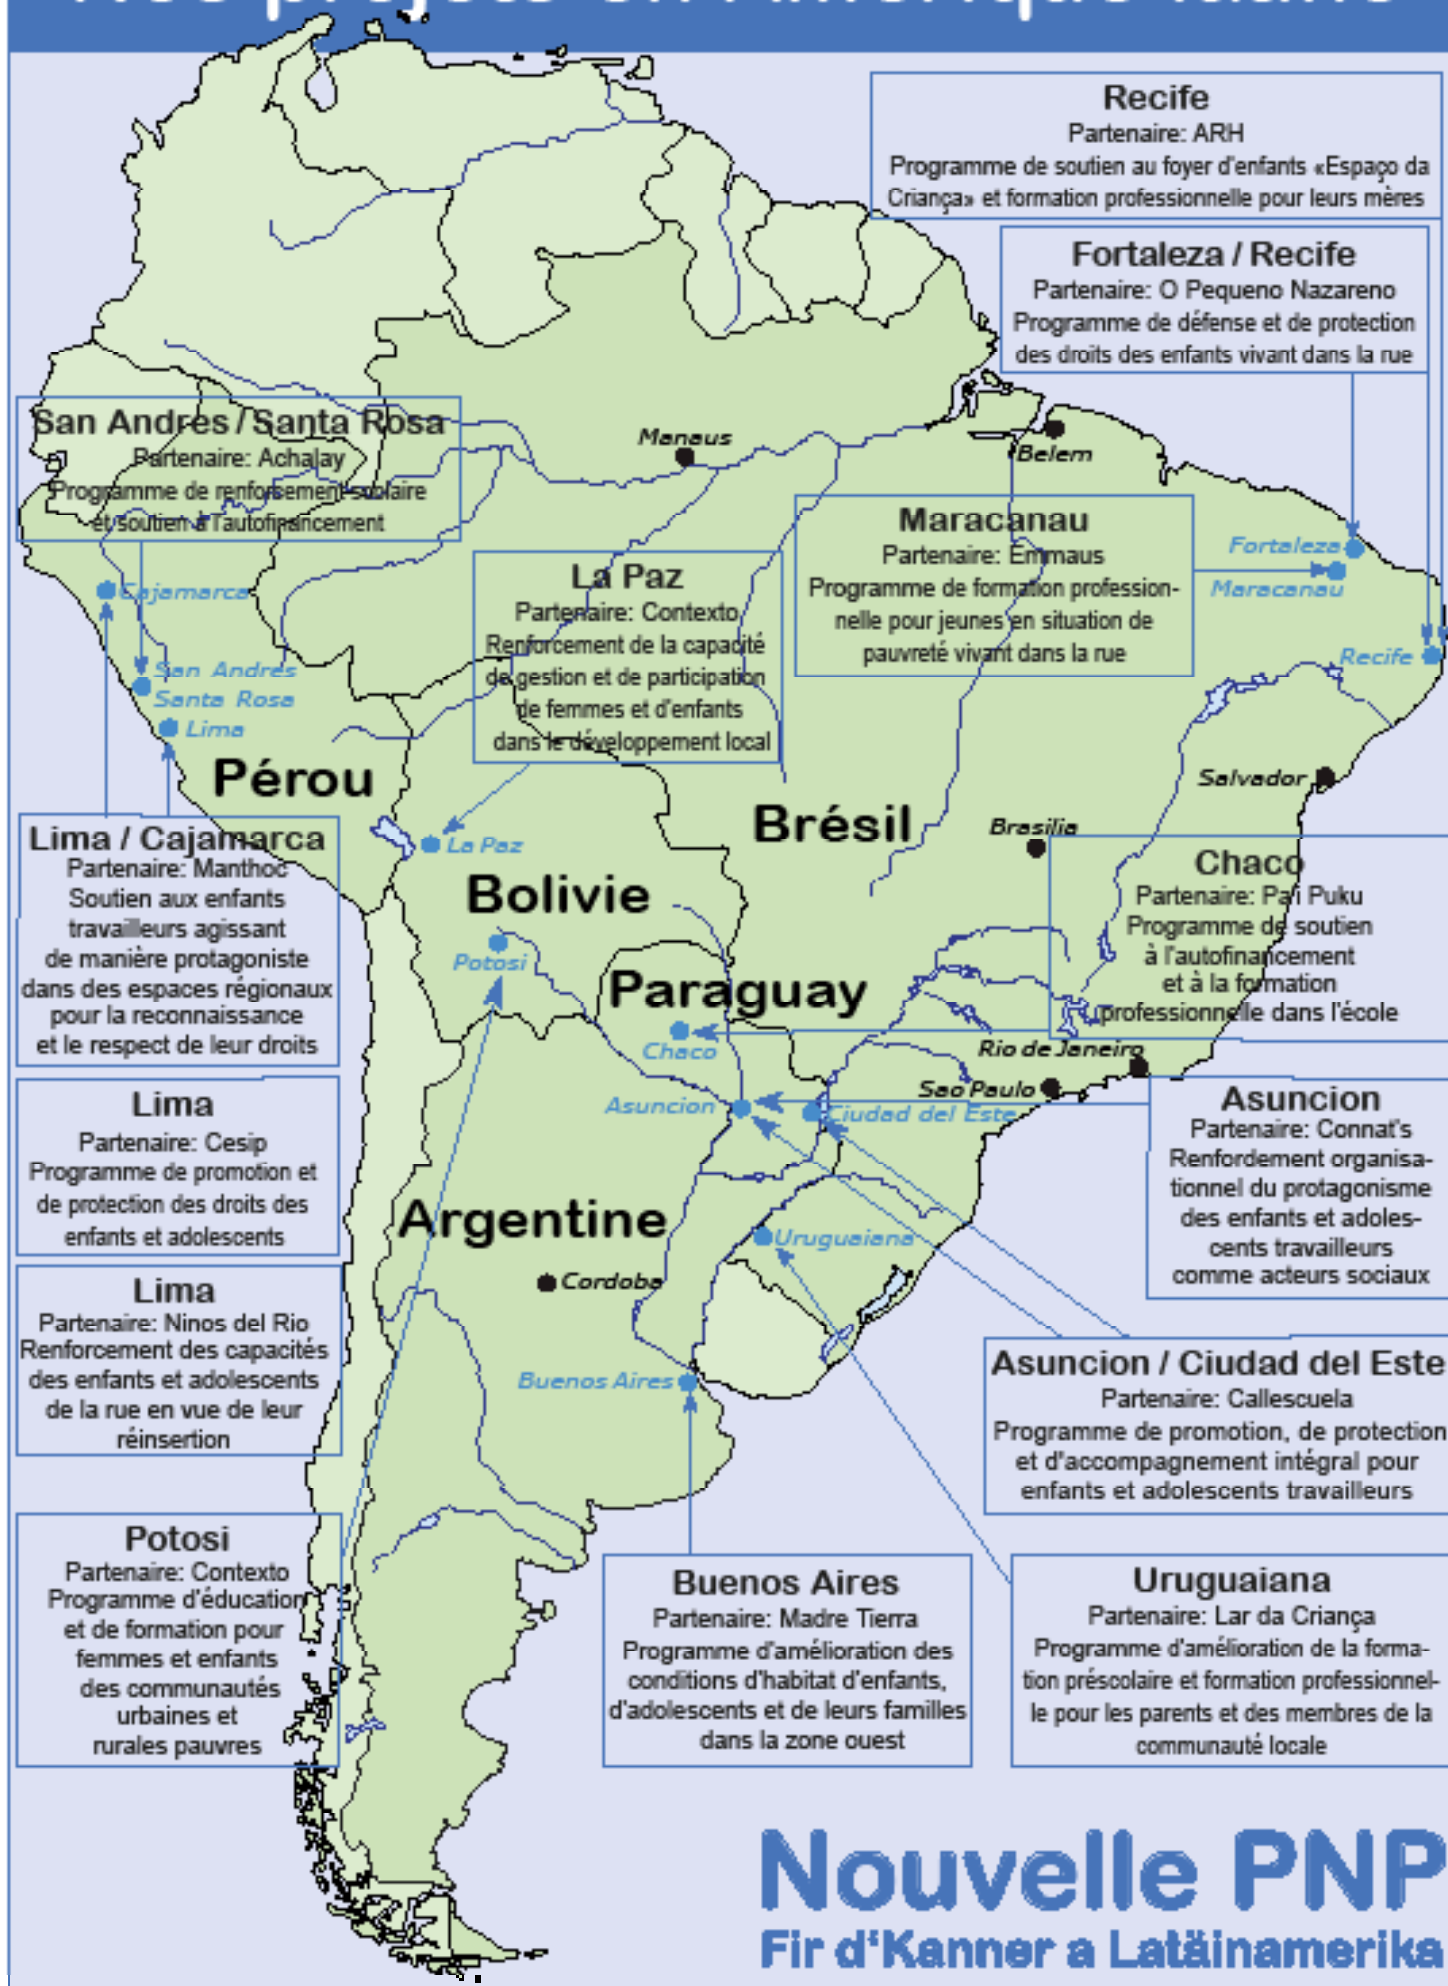 Nos projets en Amérique latine
Recife
Partenaire: ARH
Programme de soutien au foyer d'enfants «Espaço da
Criança» et formation professionnelle pour leurs mères
Fortaleza / Recife
Partenaire: O Pequeno Nazareno
Programme de défense et de protection
des droits des enfants vivant dans la rue
San Andres / Santa Rosa
Partenaire: Achalay
Programme de renforcement scolaire
et soutien à l'autofinancement
Manaus
Belem
Maracanau
Partenaire: Emmaus
Programme de formation profession-
nelle pour jeunes en situation de
pauvreté vivant dans la rue
Fortaleza
Maracanau
Recife
La Paz
Partenaire: Contexto
Renforcement de la capacité
de gestion et de participation
de femmes et d'enfants
dans le développement local
Cajamarca
San Andres
Santa Rosa
Lima
Pérou
Salvador
Brésil
Brasilia
La Paz
Bolivie
Potosi
Lima / Cajamarca
Partenaire: Manthoc
Soutien aux enfants
travailleurs agissant
de manière protagoniste
dans des espaces régionaux
pour la reconnaissance
et le respect de leur droits
Chaco
Partenaire: Pa'i Puku
Programme de soutien
à l'autofinancement
et à la formation
professionnelle dans l'école
Paraguay
Chaco
Rio de Janeiro
Sao Paulo
Asuncion
Ciudad del Este
Lima
Partenaire: Cesip
Programme de promotion et
de protection des droits des
enfants et adolescents
Asuncion
Partenaire: Connat's
Renfordement organisa-
tionnel du protagonisme
des enfants et adoles-
cents travailleurs
comme acteurs sociaux
Argentine
Uruguaiana
Cordoba
Lima
Partenaire: Ninos del Rio
Renforcement des capacités
des enfants et adolescents
de la rue en vue de leur
réinsertion
Buenos Aires
Asuncion / Ciudad del Este
Partenaire: Callescuela
Programme de promotion, de protection
et d'accompagnement intégral pour
enfants et adolescents travailleurs
Potosi
Partenaire: Contexto
Programme d'éducation
et de formation pour
femmes et enfants
des communautés
urbaines et
rurales pauvres
Buenos Aires
Partenaire: Madre Tierra
Programme d'amélioration des
conditions d'habitat d'enfants,
d'adolescents et de leurs familles
dans la zone ouest
Uruguaiana
Partenaire: Lar da Criança
Programme d'amélioration de la forma-
tion préscolaire et formation professionnel-
le pour les parents et des membres de la
communauté locale
Nouvelle PNP
Fir d'Kanner a Latäinamerika